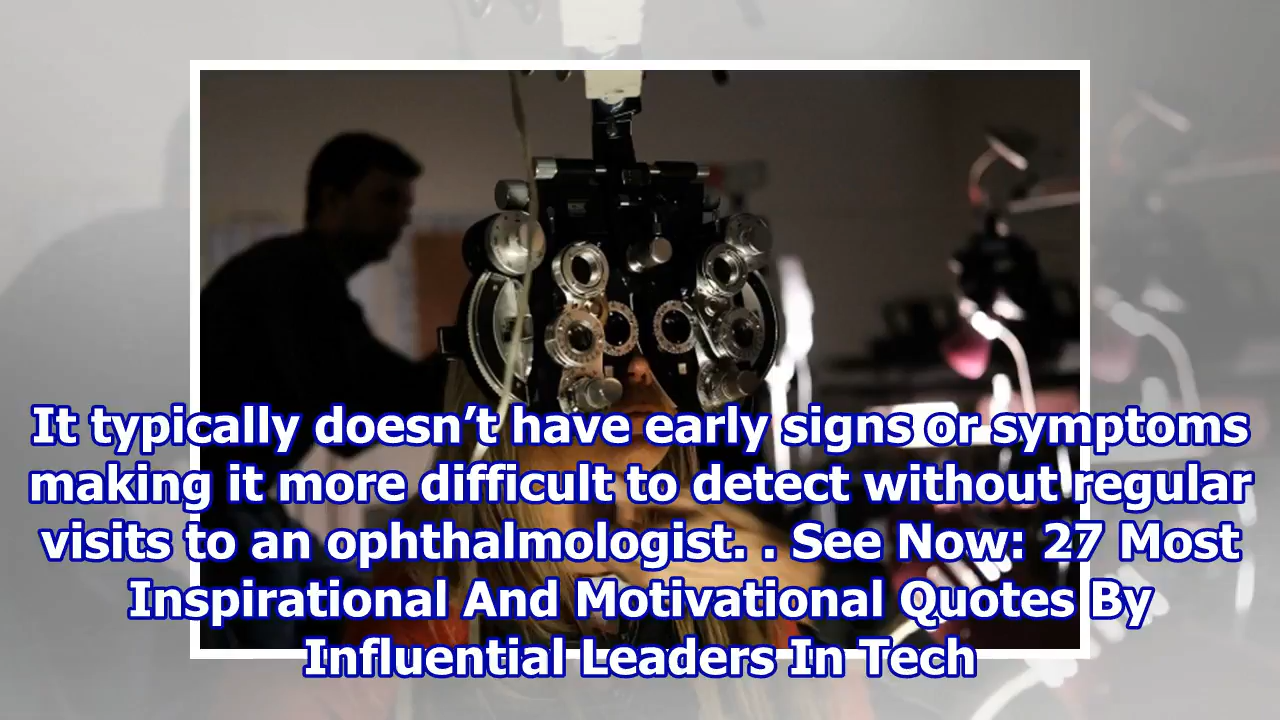 It typically doesn’t have early signs or symptoms
making it more difficult to detect without regular
visits to an ophthalmologist. . See Now: 27 Most
Inspirational And Motivational Quotes By
Influential Leaders In Tech